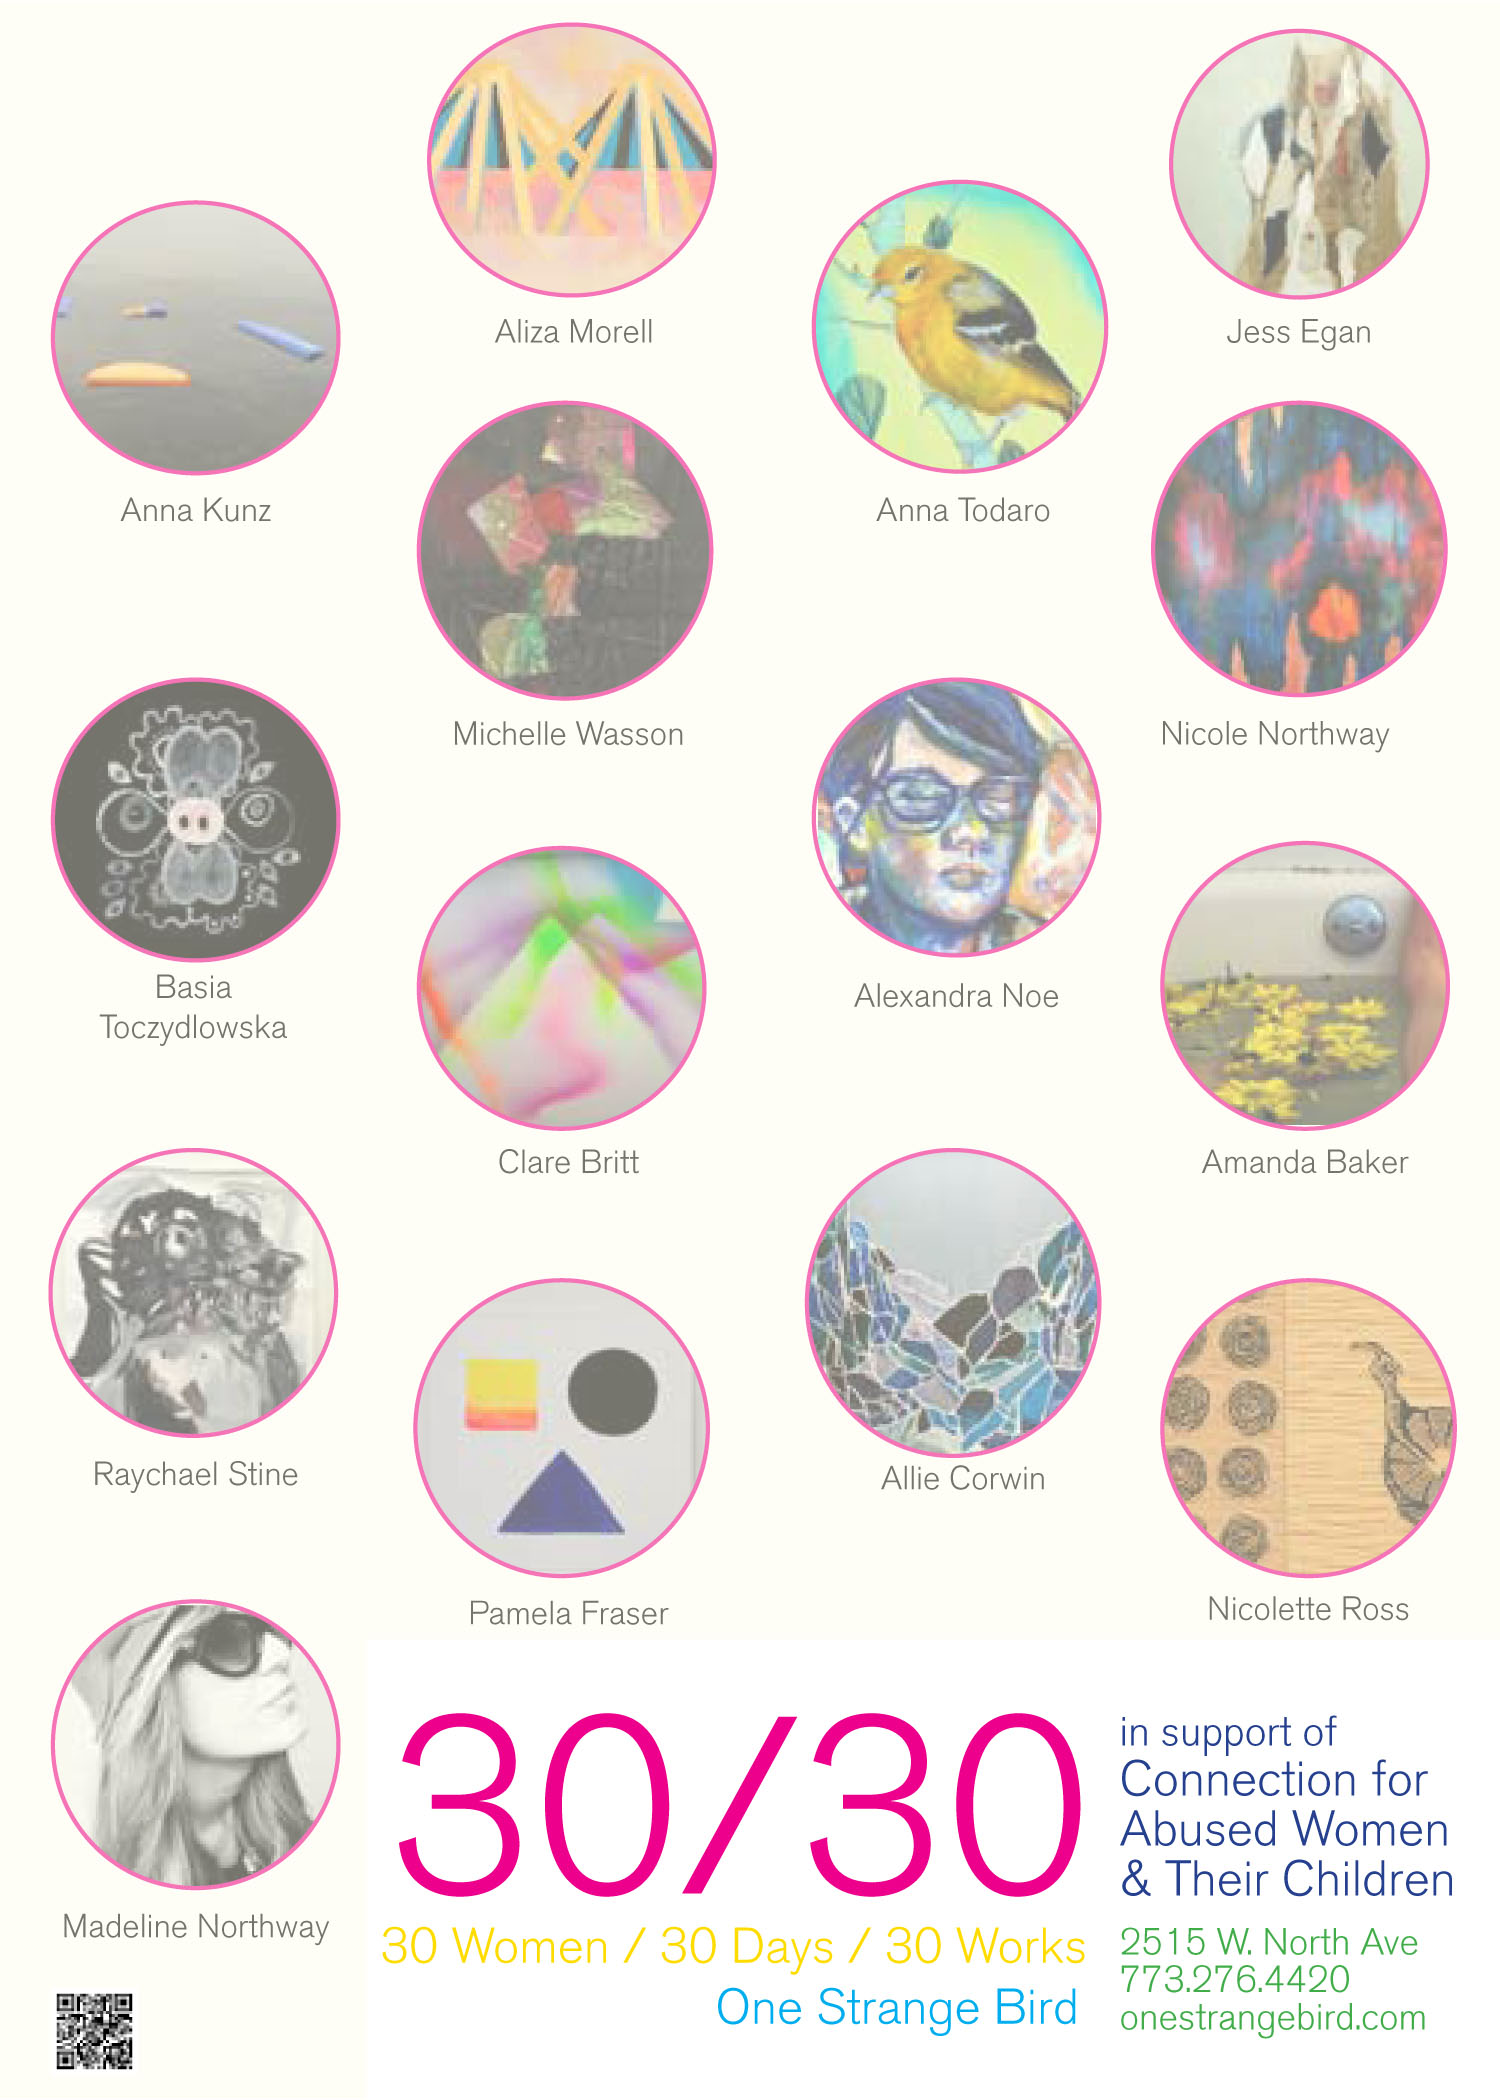 Aliza Morell
Jess Egan
Anna Kunz
Anna Todaro
Michelle Wasson
Nicole Northway
Basia
Toczydlowska
Alexandra Noe
Clare Britt
Amanda Baker
Raychael Stine
Allie Corwin
Pamela Fraser
Nicolette Ross
Madeline Northway
30/30
30 Women / 30 Days / 30 Works
One Strange Bird
in support of
Connection for
Abused Women
& Their Children
2515 W. North Ave
773.276.4420
onestrangebird.com